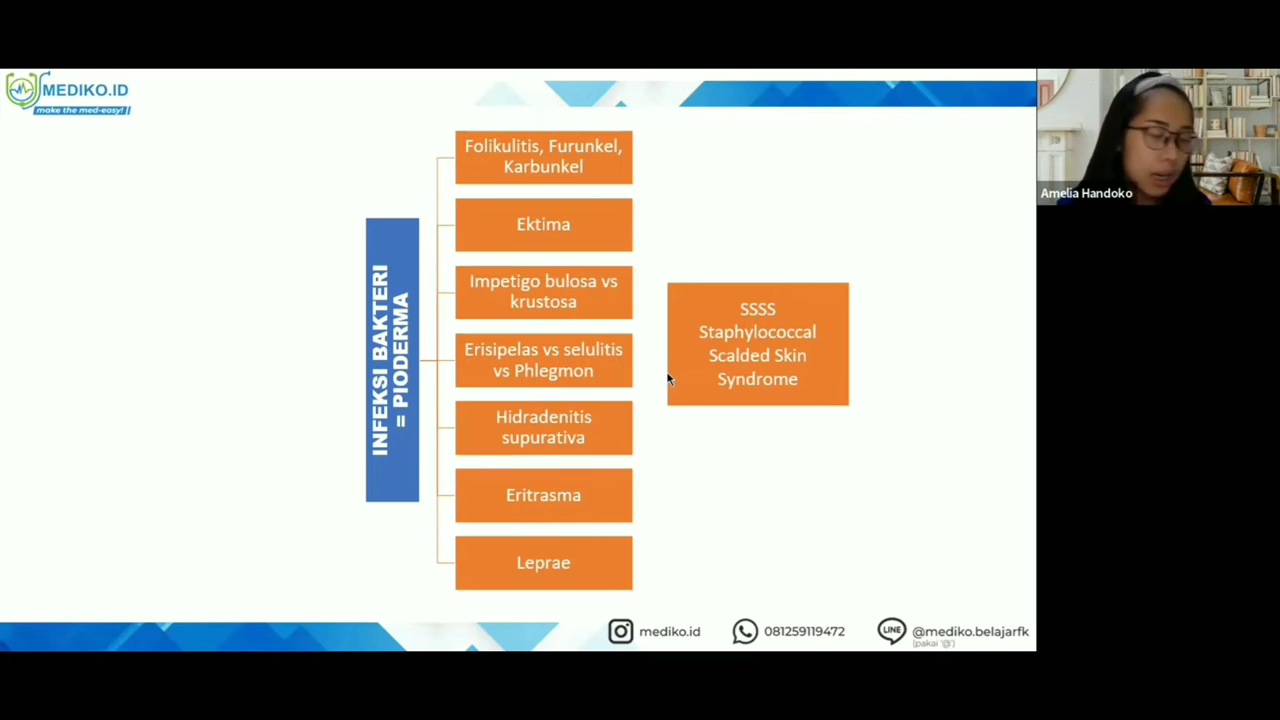 MEDIKO.ID
make the med-easy!
Amelia Handoko
INFEKSI BAKTERI
= PIODERMA
Folikulitis, Furunkel,
Karbunkel
Ektima
Impetigo bulosa vs
krustosa
Erisipelas vs selulitis
vs Phlegmon
Hidradenitis
supurativa
Eritrasma
Leprae
SSSS
Staphylococcal
Scalded Skin
Syndrome
mediko.id
081259119472
LINE
@mediko.belajarfk
(pakai '@')